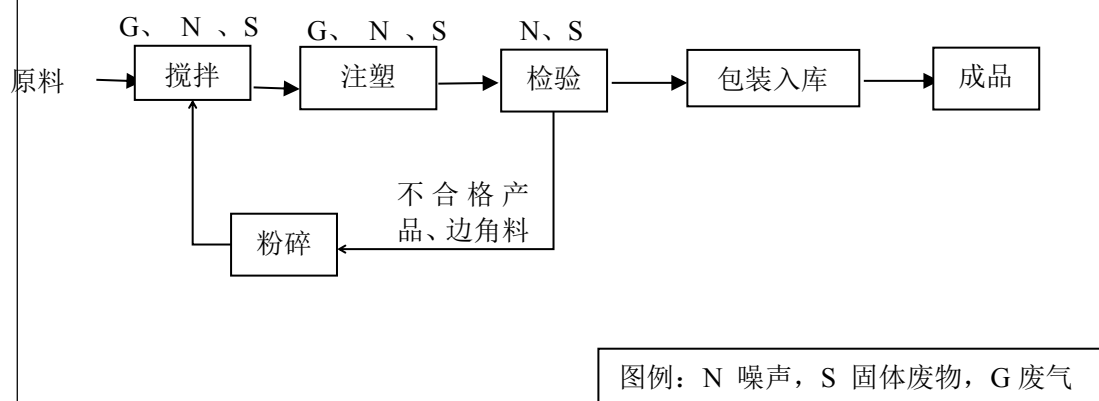 G、 N 、S
G、 N 、S
N、S
原料
搅拌
注塑
检验
包装入库
成品
不合格产
品、边角料
粉碎
图例：N 噪声，S 固体废物，G 废气